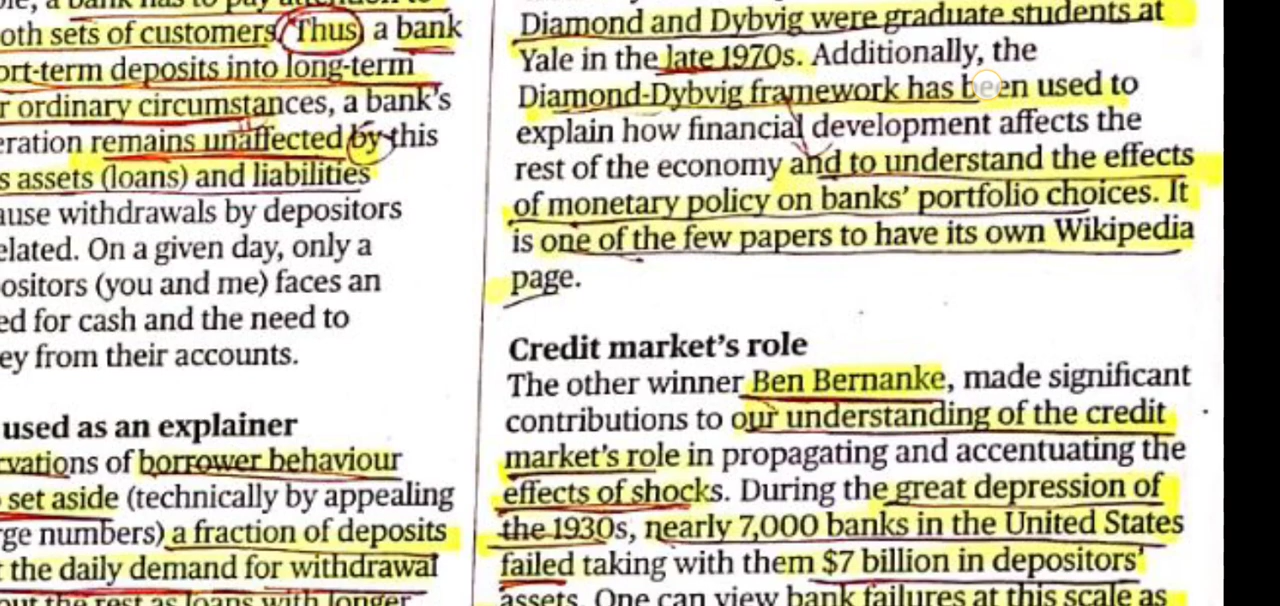 oth sets of customers. Thus, a bank
ort-term deposits into long-term
r ordinary circumstances, a bank's
eration remains unaffected by this
s assets (loans) and liabilities
ause withdrawals by depositors
elated. On a given day, only a
ositors (you and me) faces an
ed for cash and the need to
ey from their accounts.
used as an explainer
rvations of borrower behaviour
set aside (technically by appealing
ge numbers) a fraction of deposits
the daily demand for withdrawal
out the rest as loans with longer
Diamond and Dybvig were graduate students at
Yale in the late 1970s. Additionally, the
Diamond-Dybvig framework has been used to
explain how financial development affects the
rest of the economy and to understand the effects
of monetary policy on banks' portfolio choices. It
is one of the few papers to have its own Wikipedia
page.
Credit market's role
The other winner Ben Bernanke, made significant
contributions to our understanding of the credit
market's role in propagating and accentuating the
effects of shocks. During the great depression of
the 1930s, nearly 7,000 banks in the United States
failed taking with them $7 billion in depositors'
assets. One can view bank failures at this scale as